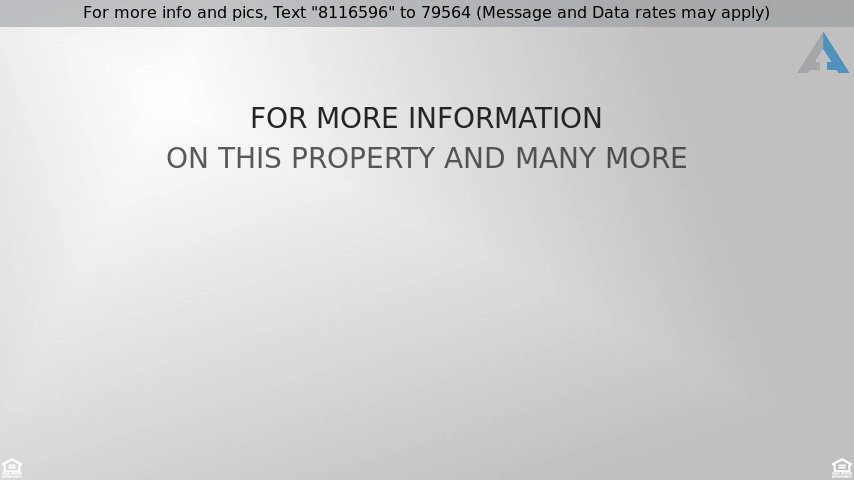 For more info and pics, Text "8116596" to 79564 (Message and Data rates may apply)
FOR MORE INFORMATION
ON THIS PROPERTY AND MANY MORE